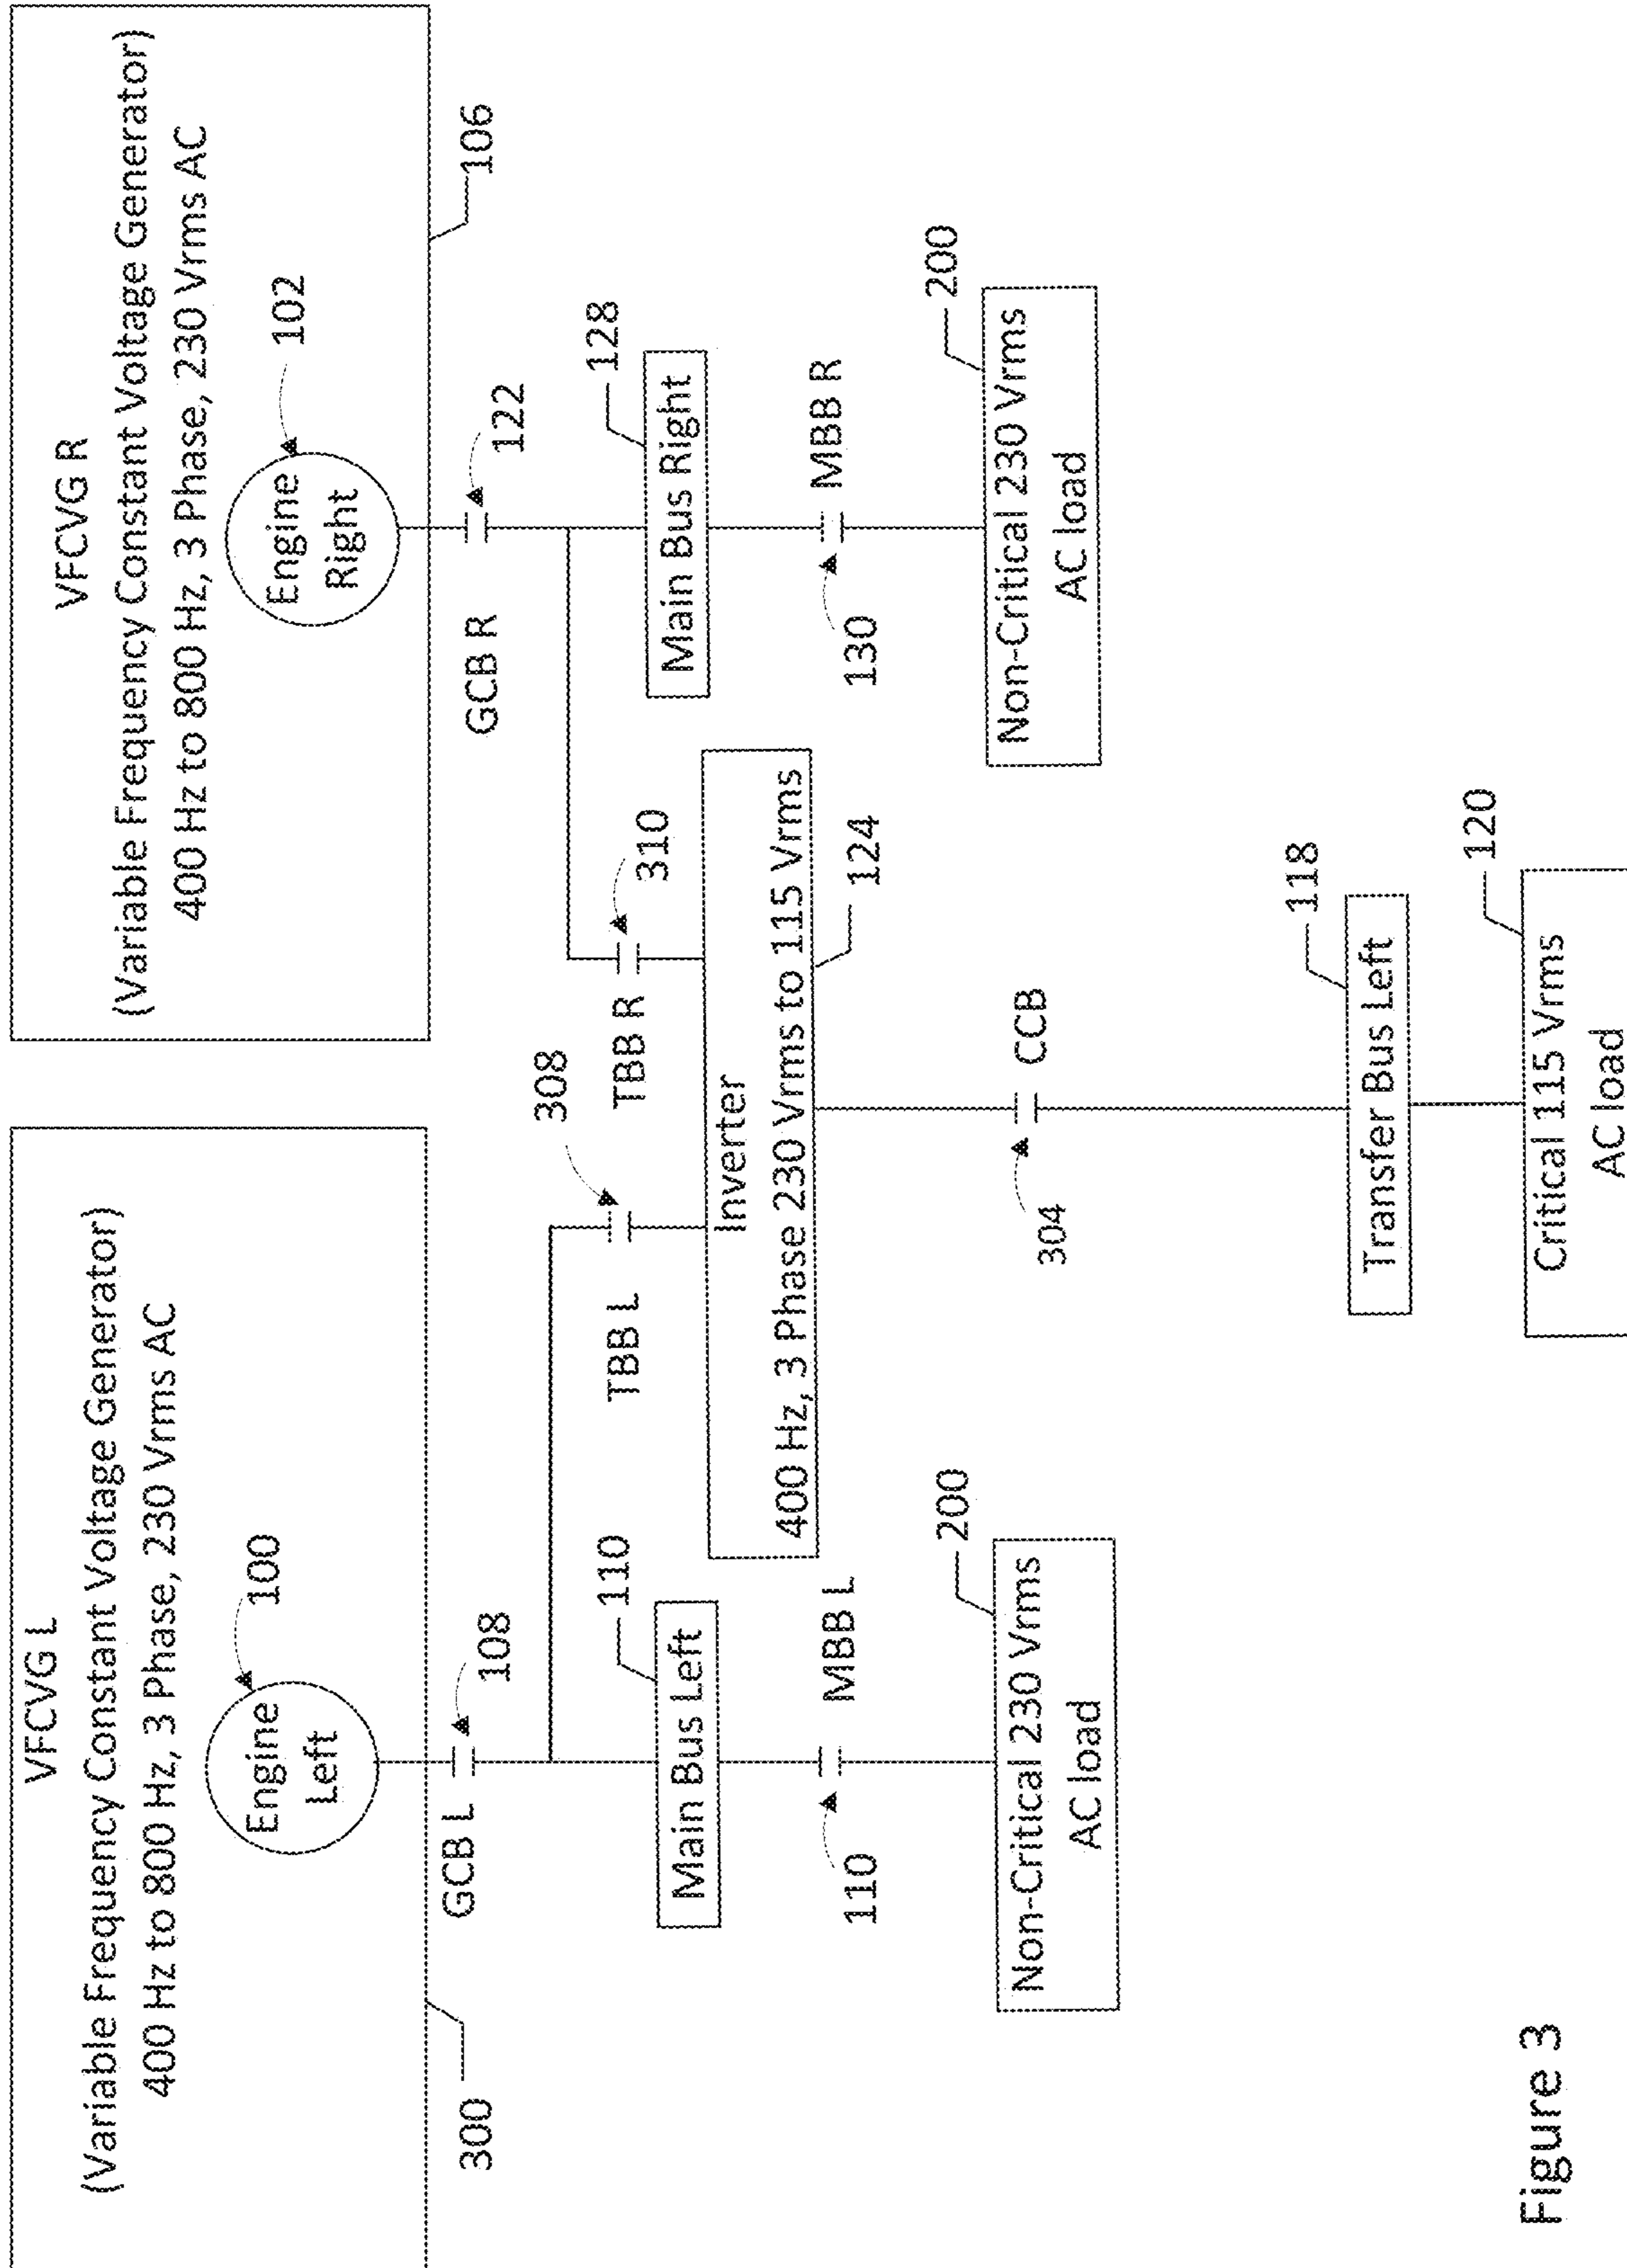 VFCVG L
(Variable Frequency Constant Voltage Generator)
400 Hz to 800 Hz, 3 Phase, 230 Vrms AC
Engine
Left
100
300
VFCVG R
(Variable Frequency Constant Voltage Generator)
400 Hz to 800 Hz, 3 Phase, 230 Vrms AC
Engine
Right
102
106
GCB L
108
GCB R
122
TBB L
308
TBB R
310
Main Bus Left
110
Inverter
400 Hz, 3 Phase 230 Vrms to 115 Vrms
124
Main Bus Right
128
110
MBB L
130
MBB R
Non-Critical 230 Vrms
AC load
200
304
CCB
Non-Critical 230 Vrms
AC load
200
Transfer Bus Left
118
Critical 115 Vrms
AC load
120
Figure 3